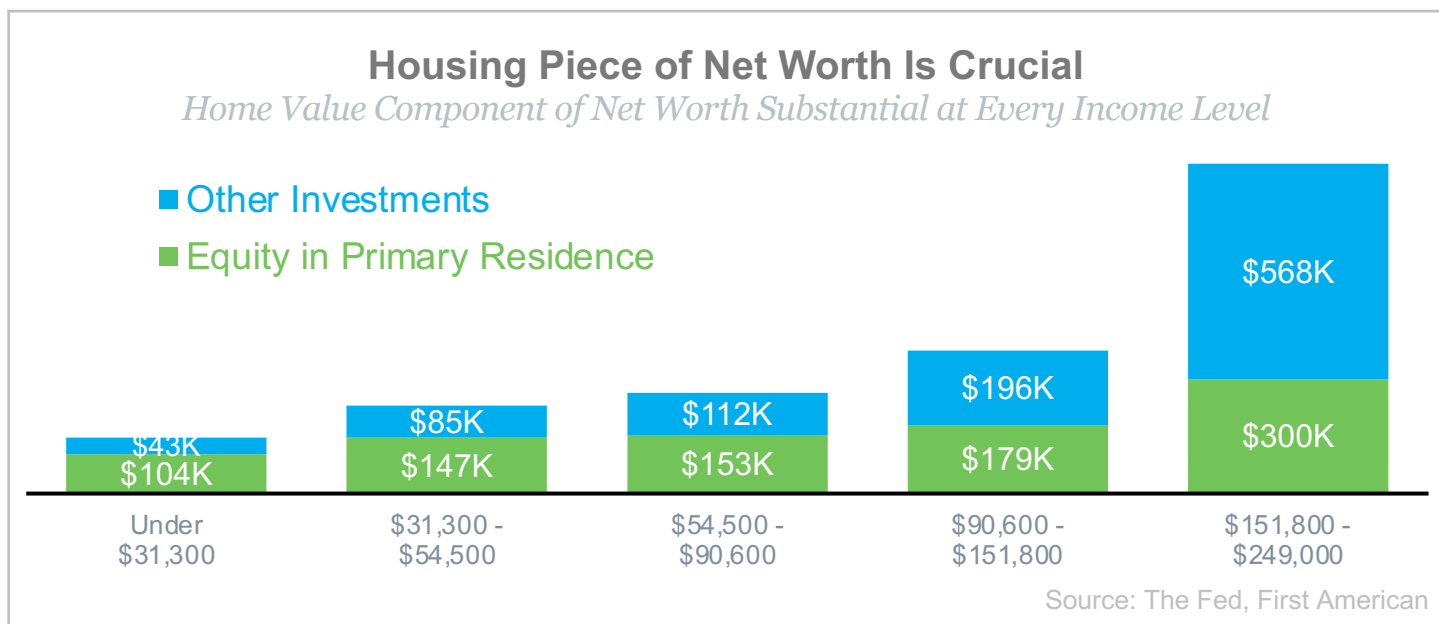 Housing Piece of Net Worth Is Crucial
Home Value Component of Net Worth Substantial at Every Income Level
Other Investments
Equity in Primary Residence
$43K
$104K
$85K
$147K
$112K
$153K
$196K
$179K
$568K
$300K
Under
$31,300
$31,300 -
$54,500
$54,500 -
$90,600
$90,600 -
$151,800
$151,800 -
$249,000
Source: The Fed, First American